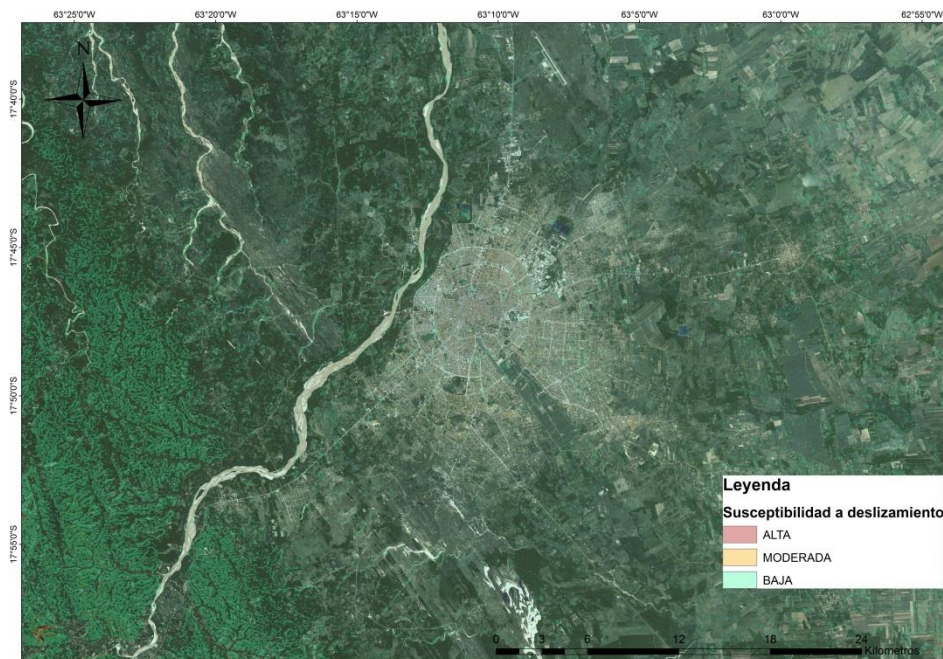 63°25'0"W 63°20'0"W 63°15'0"W 63°10'0"W 63°5'0"W 63°0'0"W 62°55'0"W
N
17°40'0"S
17°45'0"S
17°50'0"S
17°55'0"S
Leyenda
Susceptibilidad a deslizamiento
ALTA
MODERADA
BAJA
0 3 6 12 18 24
Kilometros